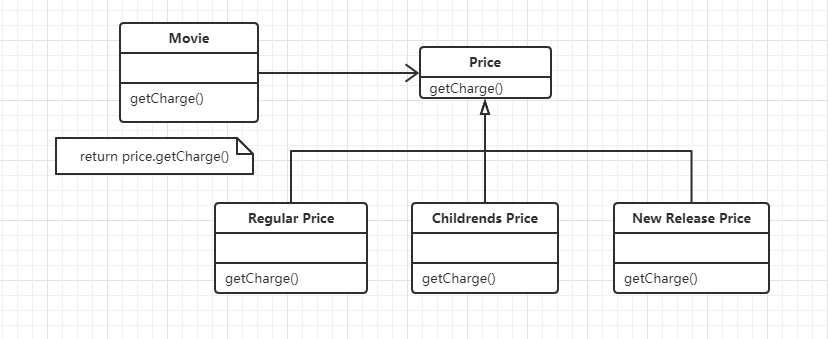 Movie
getCharge()
return price.getCharge()
Price
getCharge()
Regular Price
getCharge()
Childrends Price
getCharge()
New Release Price
getCharge()